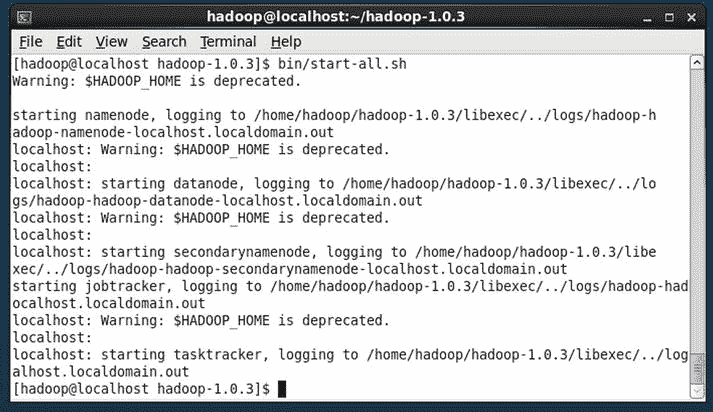 hadoop@localhost:~/hadoop-1.0.3
File Edit View Search Terminal Help
[hadoop@localhost hadoop-1.0.3]$ bin/start-all.sh
Warning: $HADOOP_HOME is deprecated.
starting namenode, logging to /home/hadoop/hadoop-1.0.3/libexec/../logs/hadoop-h
adoop-namenode-localhost.localdomain.out
localhost: Warning: $HADOOP_HOME is deprecated.
localhost:
localhost: starting datanode, logging to /home/hadoop/hadoop-1.0.3/libexec/../lo
gs/hadoop-hadoop-datanode-localhost.localdomain.out
localhost: Warning: $HADOOP_HOME is deprecated.
localhost:
localhost: starting secondarynamenode, logging to /home/hadoop/hadoop-1.0.3/libe
xec/../logs/hadoop-hadoop-secondarynamenode-localhost.localdomain.out
starting jobtracker, logging to /home/hadoop/hadoop-1.0.3/libexec/../logs/hadoop-had
ocalhost.localdomain.out
localhost: Warning: $HADOOP_HOME is deprecated.
localhost:
localhost: starting tasktracker, logging to /home/hadoop/hadoop-1.0.3/libexec/../log
alhost.localdomain.out
[hadoop@localhost hadoop-1.0.3]$